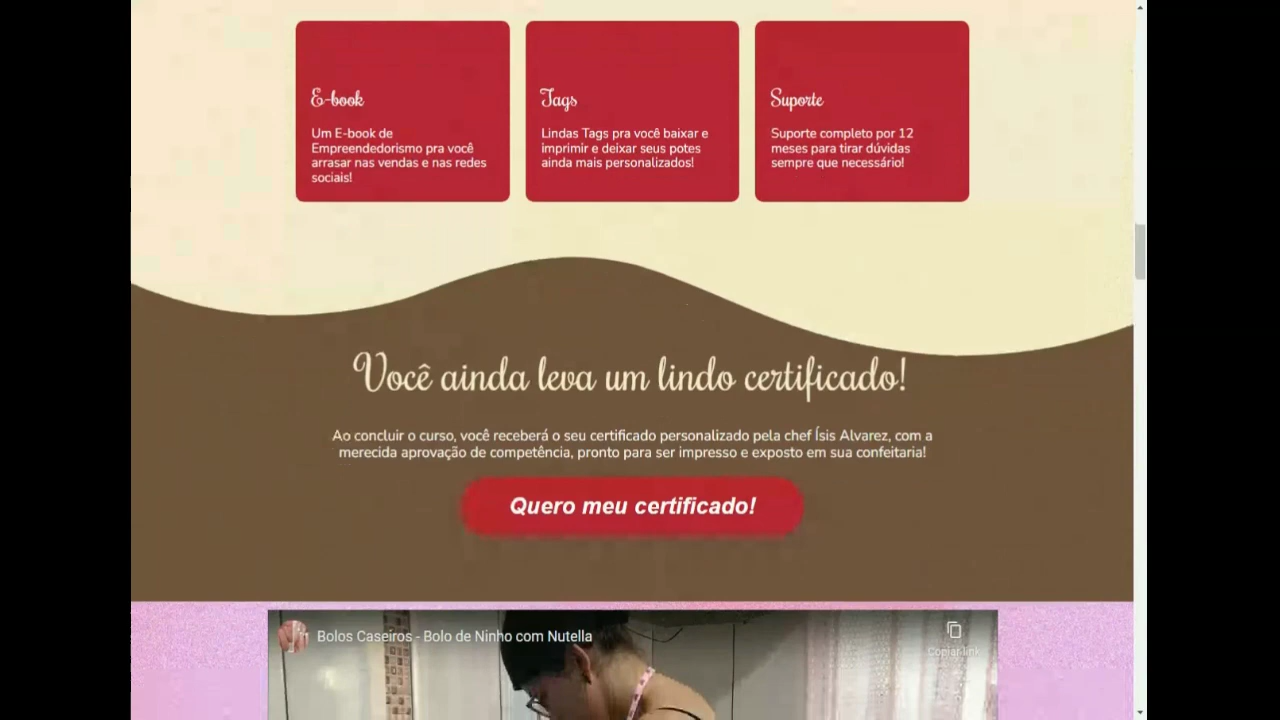 E-book
Um E-book de
Empreendedorismo pra você
arrasar nas vendas e nas redes
sociais!
Tags
Lindas Tags pra você baixar e
imprimir e deixar seus potes
ainda mais personalizados!
Suporte
Suporte completo por 12
meses para tirar dúvidas
sempre que necessário!
Você ainda leva um lindo certificado!
Ao concluir o curso, você receberá o seu certificado personalizado pela chef Ísis Alvarez, com a
merecida aprovação de competência, pronto para ser impresso e exposto em sua confeitaria!
Quero meu certificado!
Bolos Caseiros - Bolo de Ninho com Nutella
Copiar link